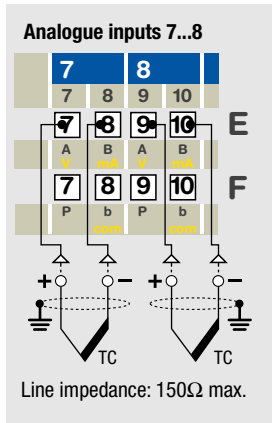 Analogue inputs 7...8
7 8
7 8 9 10
7 8 9 10 E
A B A B
V mA V mA
7 8 9 10 F
P b P b
com com
+ - + -
TC TC
Line impedance: 150Ω max.